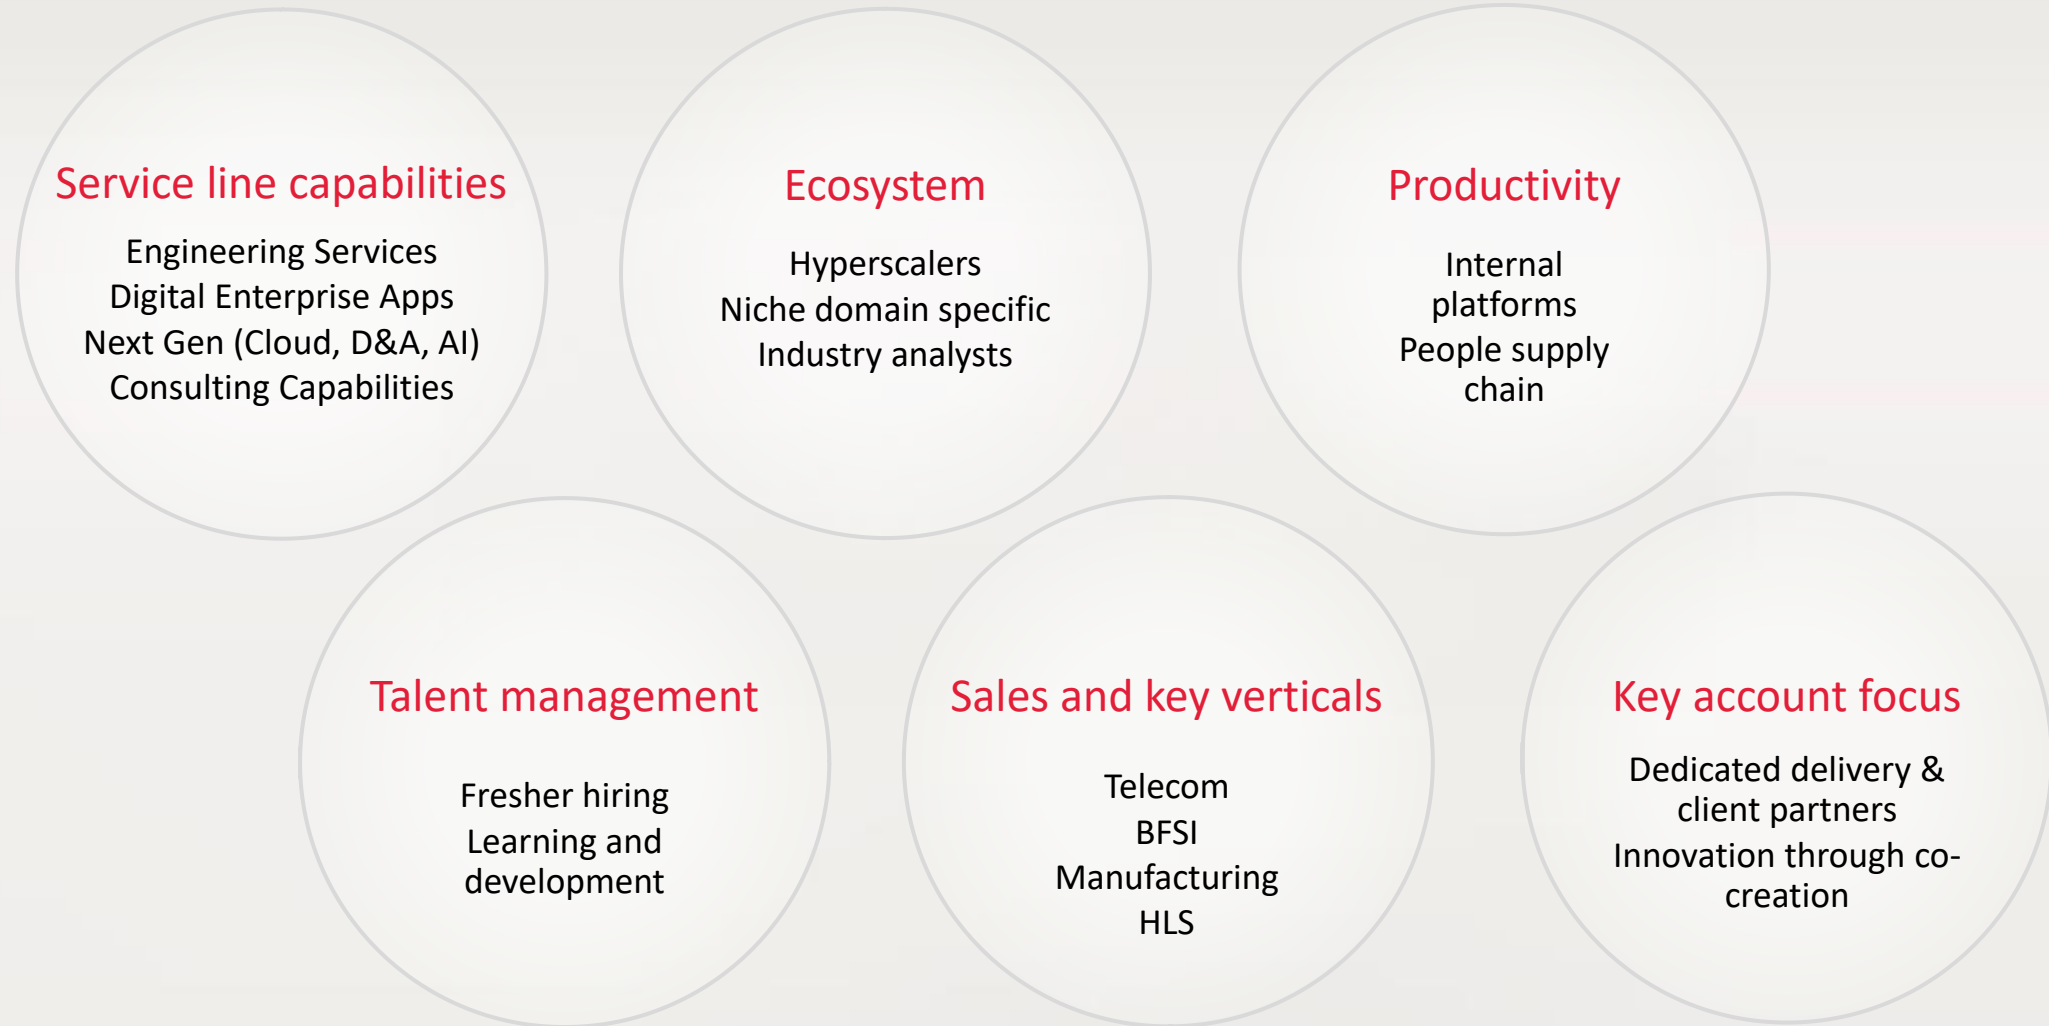 Service line capabilities
Engineering Services
Digital Enterprise Apps
Next Gen (Cloud, D&A, AI)
Consulting Capabilities
Ecosystem
Hyperscalers
Niche domain specific
Industry analysts
Productivity
Internal
platforms
People supply
chain
Talent management
Fresher hiring
Learning and
development
Sales and key verticals
Telecom
BFSI
Manufacturing
HLS
Key account focus
Dedicated delivery &
client partners
Innovation through co-
creation